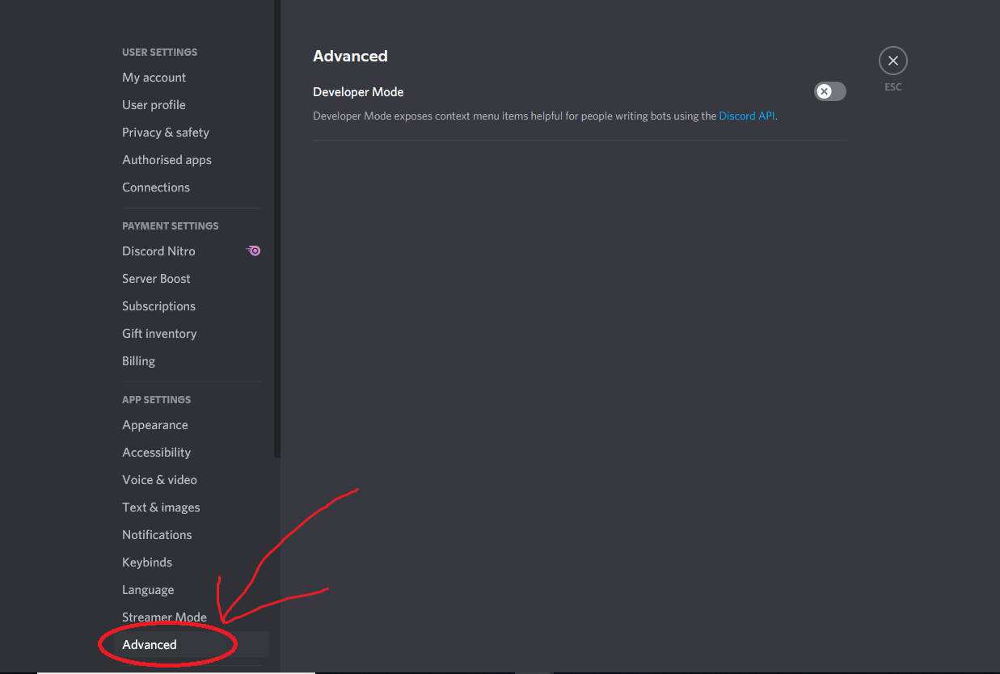 USER SETTINGS
My account
User profile
Privacy & safety
Authorised apps
Connections
PAYMENT SETTINGS
Discord Nitro
Server Boost
Subscriptions
Gift inventory
Billing
APP SETTINGS
Appearance
Accessibility
Voice & video
Text & images
Notifications
Keybinds
Language
Streamer Mode
Advanced
Advanced
Developer Mode
Developer Mode exposes context menu items helpful for people writing bots using the Discord API.
ESC